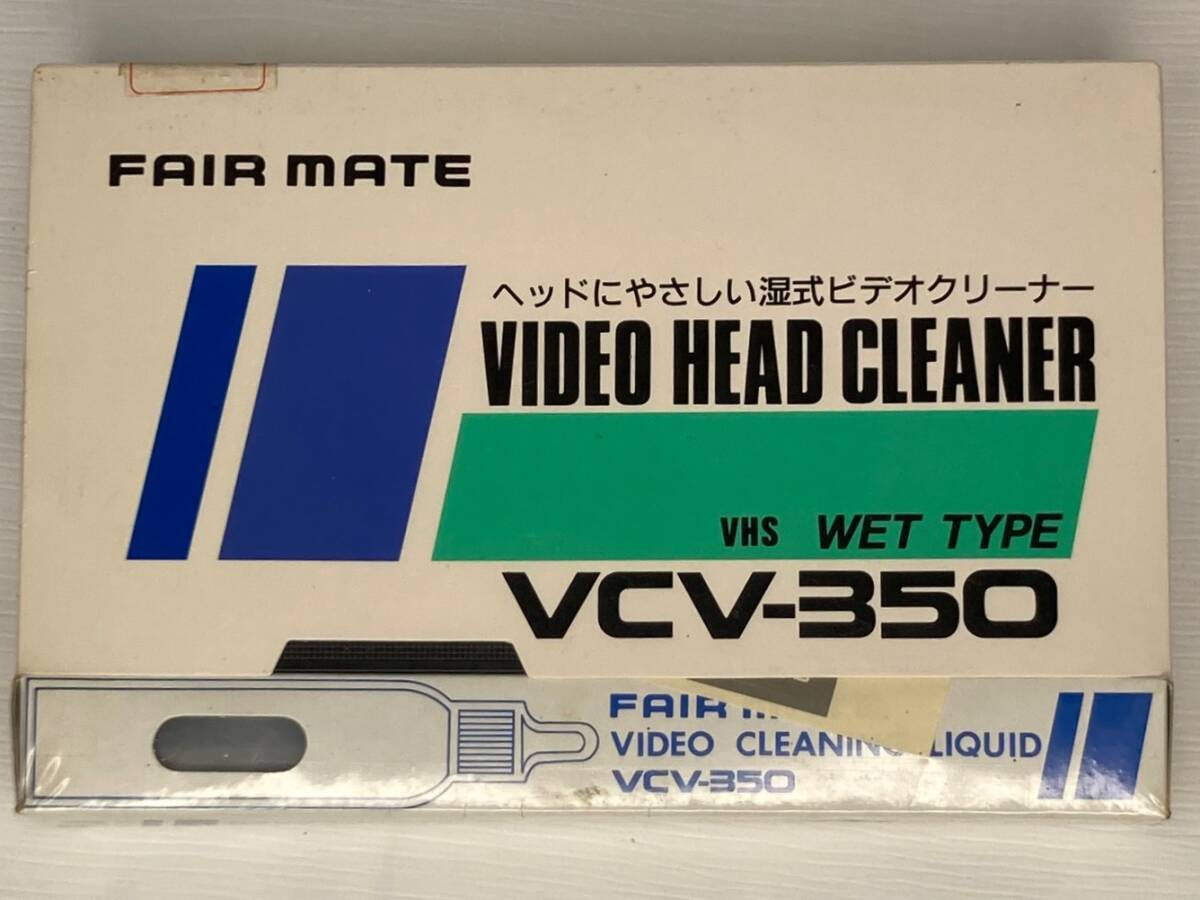 FAIR MATE
ヘッドにやさしい湿式ビデオクリーナー
VIDEO HEAD CLEANER
VHS WET TYPE
VCV-350
FAIR
VIDEO CLEANING LIQUID
VCV-350